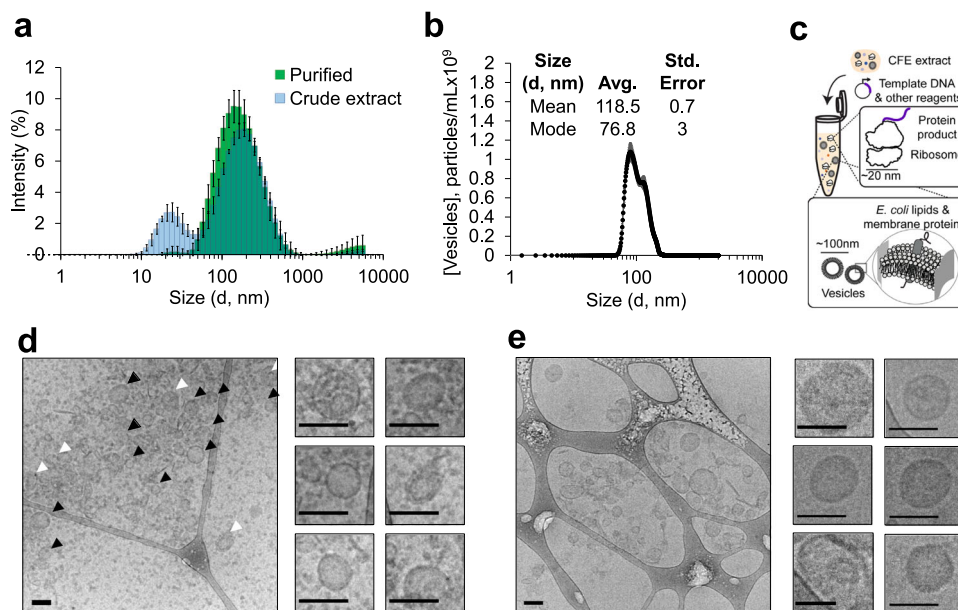 a
Intensity (%)
12
10
8
6
4
2
0
Purified
Crude extract
1
10
100
1000
10000
Size (d, nm)
b
[Vesicles], particles/mLx10⁹
2
1.8
1.6
1.4
1.2
1
0.8
0.6
0.4
0.2
0
Size Std.
(d, nm) Avg. Error
Mean 118.5 0.7
Mode 76.8 3
1
100
10000
Size (d, nm)
c
CFE extract
Template DNA
& other reagents
Protein
product
Ribosome
~20 nm
E. coli lipids &
membrane protein
~100nm
Vesicles
d
e